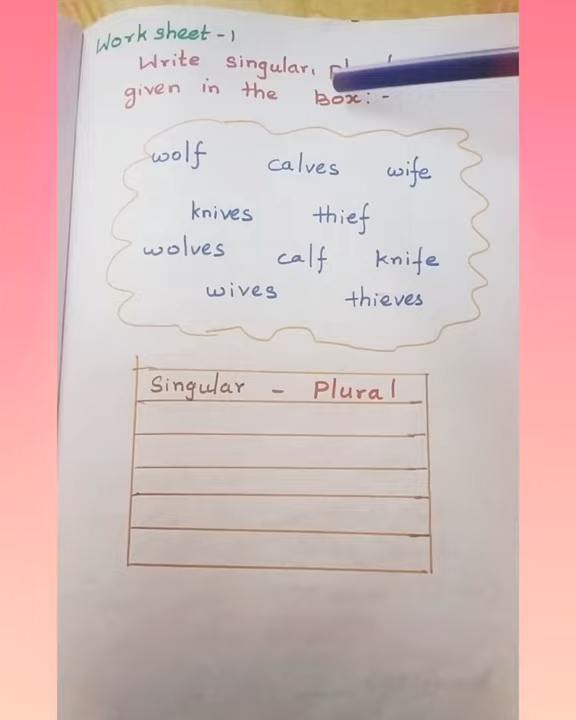 Work sheet - 1
Write singular,
given in the Box: -
wolf calves wife
knives thief
wolves calf knife
wives thieves
Singular - Plural